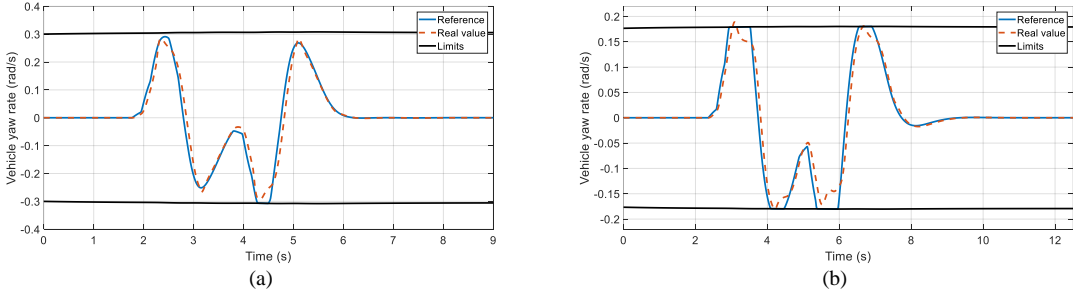 Vehicle yaw rate (rad/s)
0.4
0.3
0.2
0.1
0
-0.1
-0.2
-0.3
-0.4
Reference
Real value
Limits
0 1 2 3 4 5 6 7 8 9
Time (s)
(a)
Vehicle yaw rate (rad/s)
0.2
0.15
0.1
0.05
0
-0.05
-0.1
-0.15
-0.2
Reference
Real value
Limits
0 2 4 6 8 10 12
Time (s)
(b)